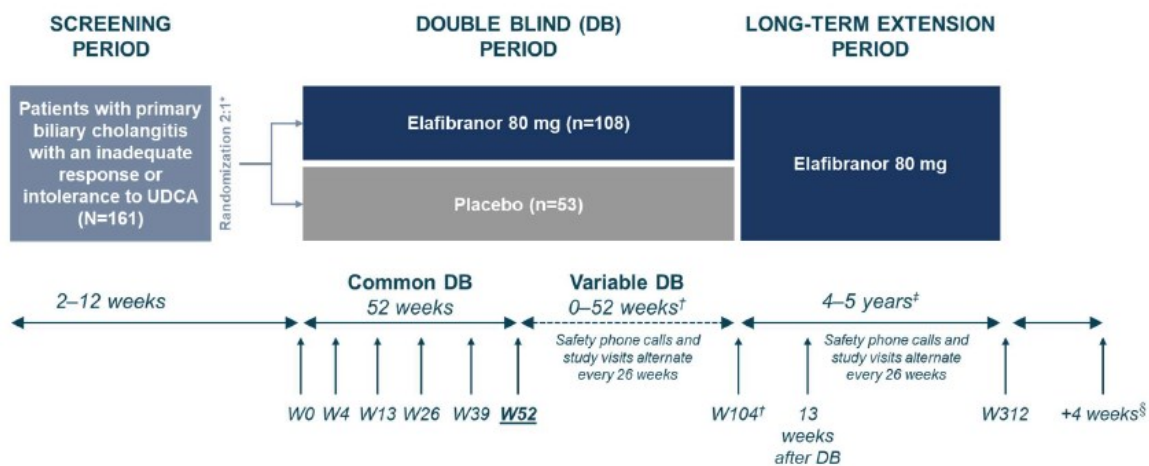 SCREENING
PERIOD
DOUBLE BLIND (DB)
PERIOD
LONG-TERM EXTENSION
PERIOD
Patients with primary
biliary cholangitis
with an inadequate
response or
intolerance to UDCA
(N=161)
Randomization 2:1*
Elafibranor 80 mg (n=108)
Placebo (n=53)
Elafibranor 80 mg
2–12 weeks
Common DB
52 weeks
Variable DB
0–52 weeks†
4–5 years‡
Safety phone calls and
study visits alternate
every 26 weeks
Safety phone calls and
study visits alternate
every 26 weeks
W0
W4
W13
W26
W39
W52
W104†
13
weeks
after DB
W312
+4 weeks§